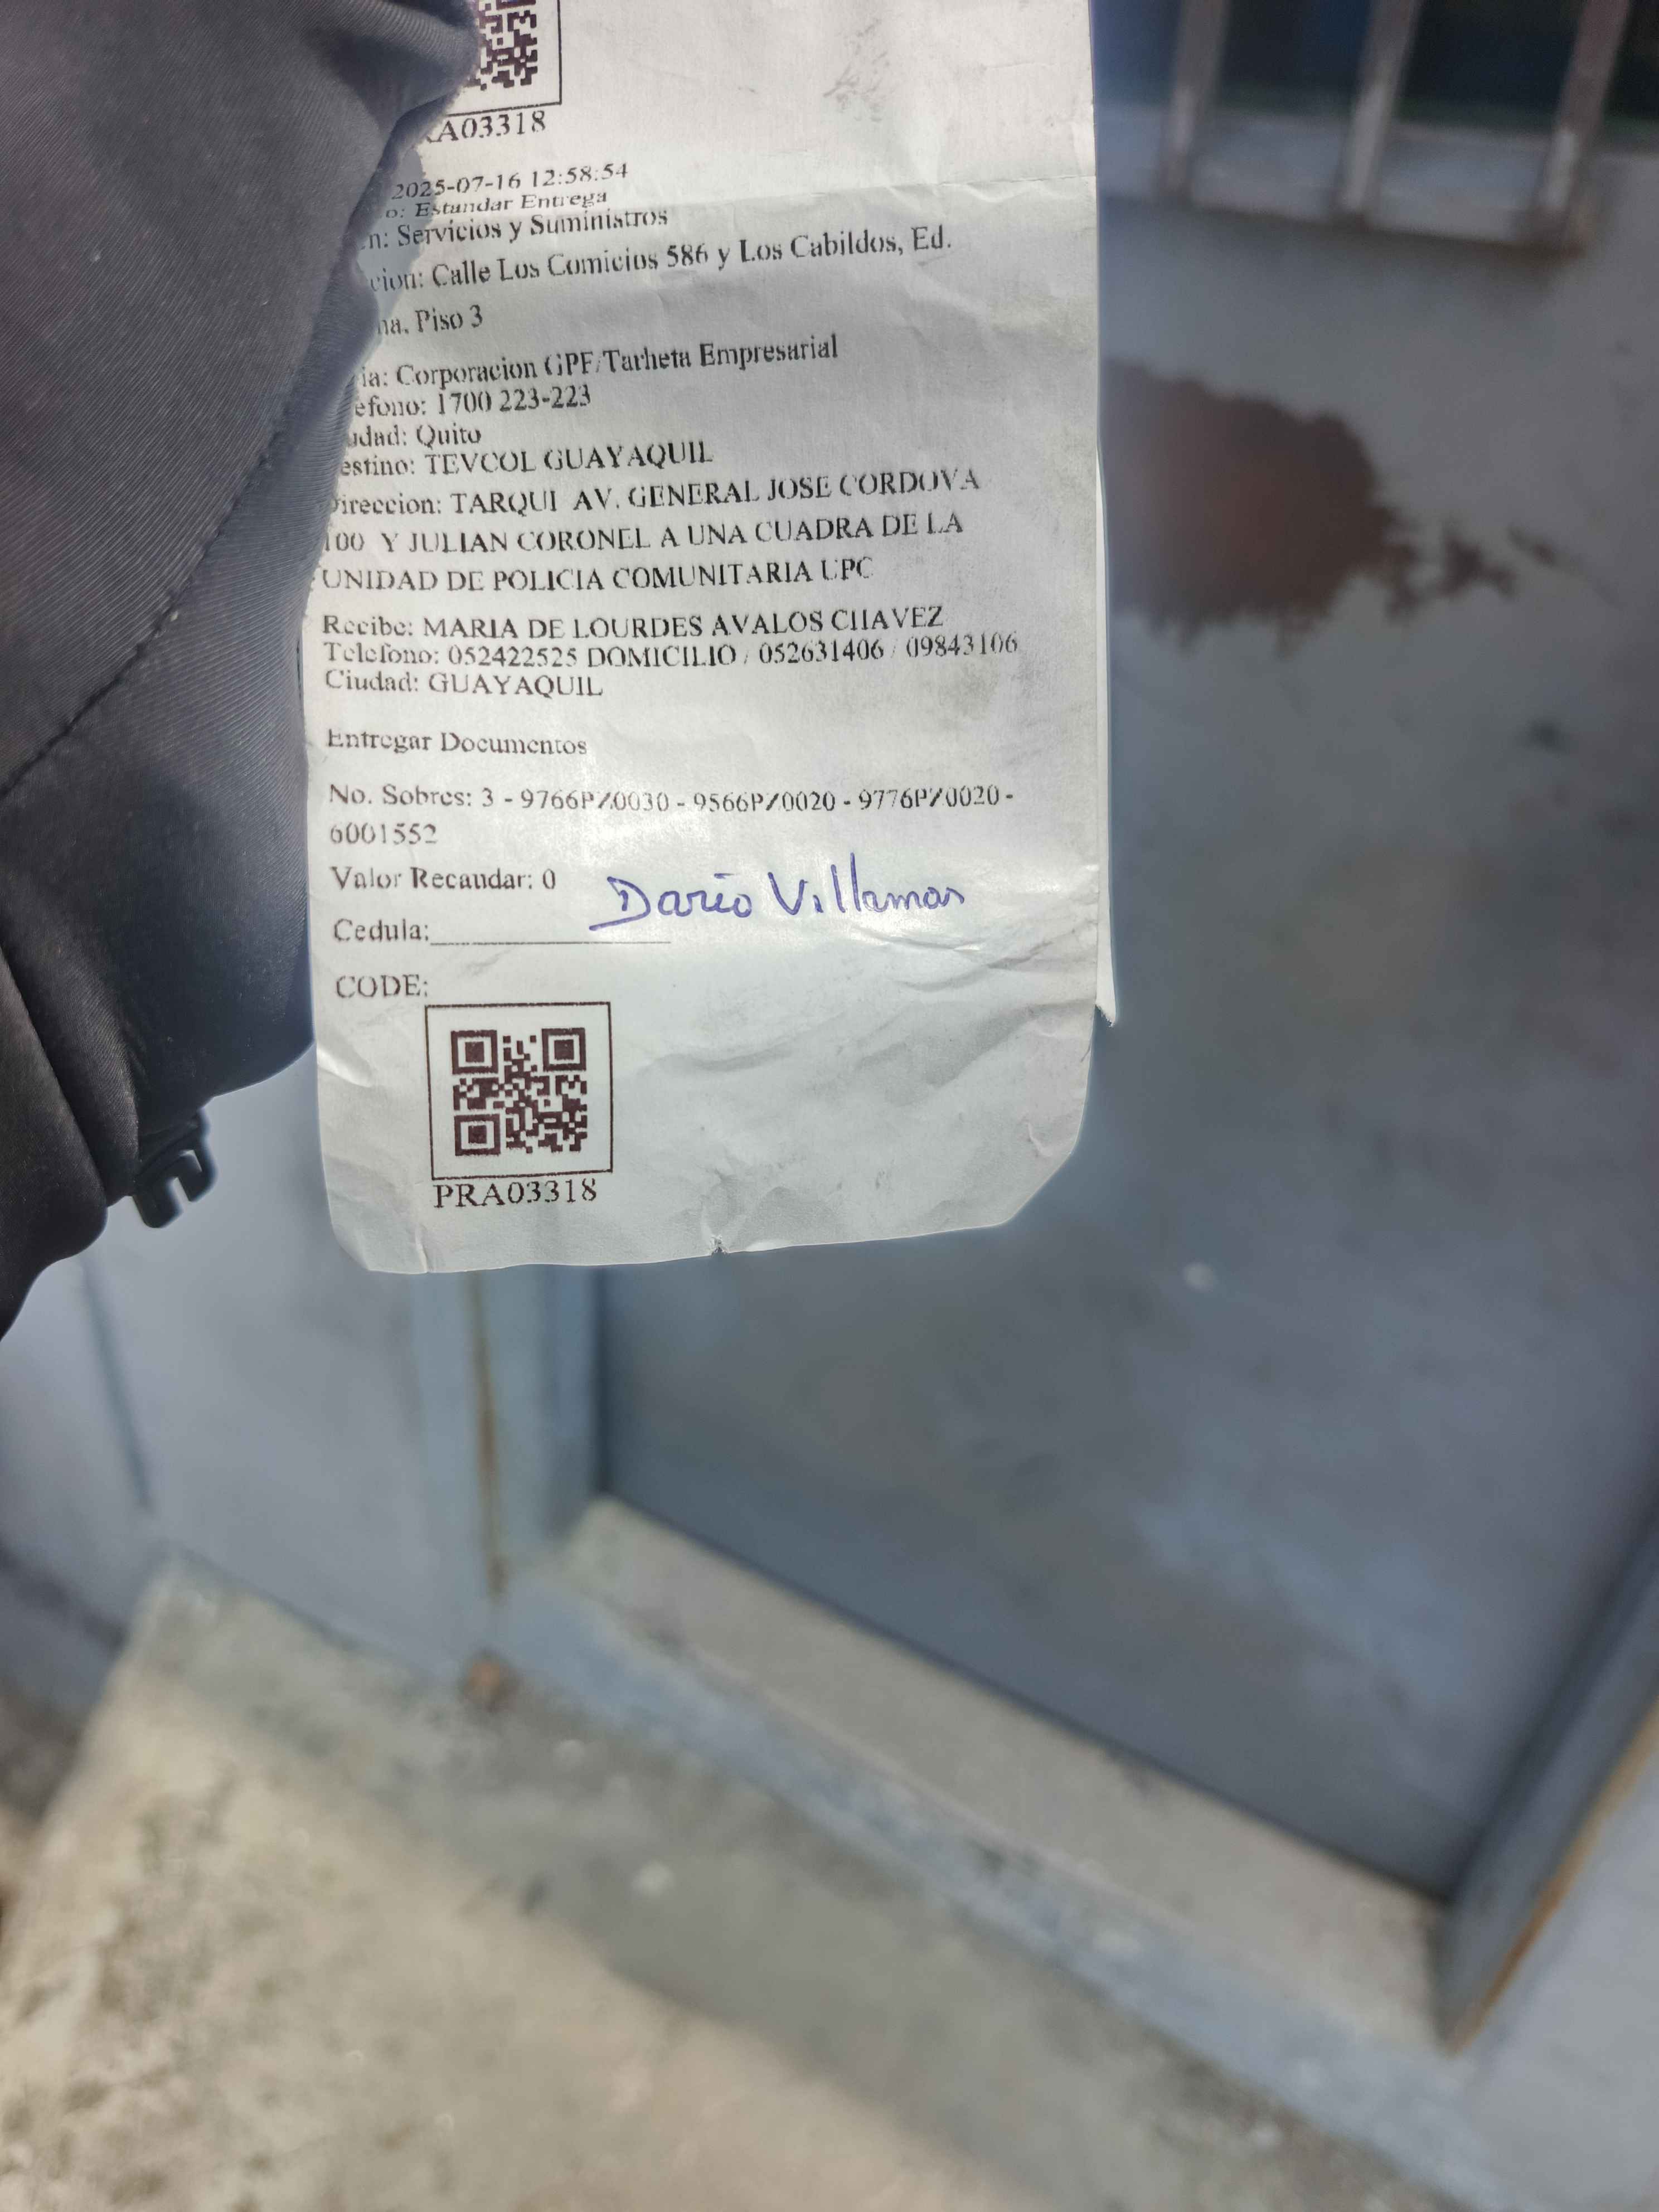 RA03318
2025-07-16 12:58:54
o: Estandar Entrega
en: Servicios y Suministros
cion: Calle Los Comicios 586 y Los Cabildos, Ed.
na, Piso 3
ia: Corporacion GPF/Tarheta Empresarial
efono: 1700 223-223
udad: Quito
estino: TEVCOL GUAYAQUIL
Direccion: TARQUI AV. GENERAL JOSE CORDOVA
100 Y JULIAN CORONEL A UNA CUADRA DE LA
UNIDAD DE POLICIA COMUNITARIA UPC
Recibe: MARIA DE LOURDES AVALOS CHAVEZ
Telefono: 052422525 DOMICILIO / 052631406 / 09843106
Ciudad: GUAYAQUIL
Entregar Documentos
No. Sobres: 3 - 9766PZ0030 - 9566PZ0020 - 9776PZ0020 -
6001552
Valor Recaudar: 0
Dario Villamar
Cedula:
CODE:
PRA03318